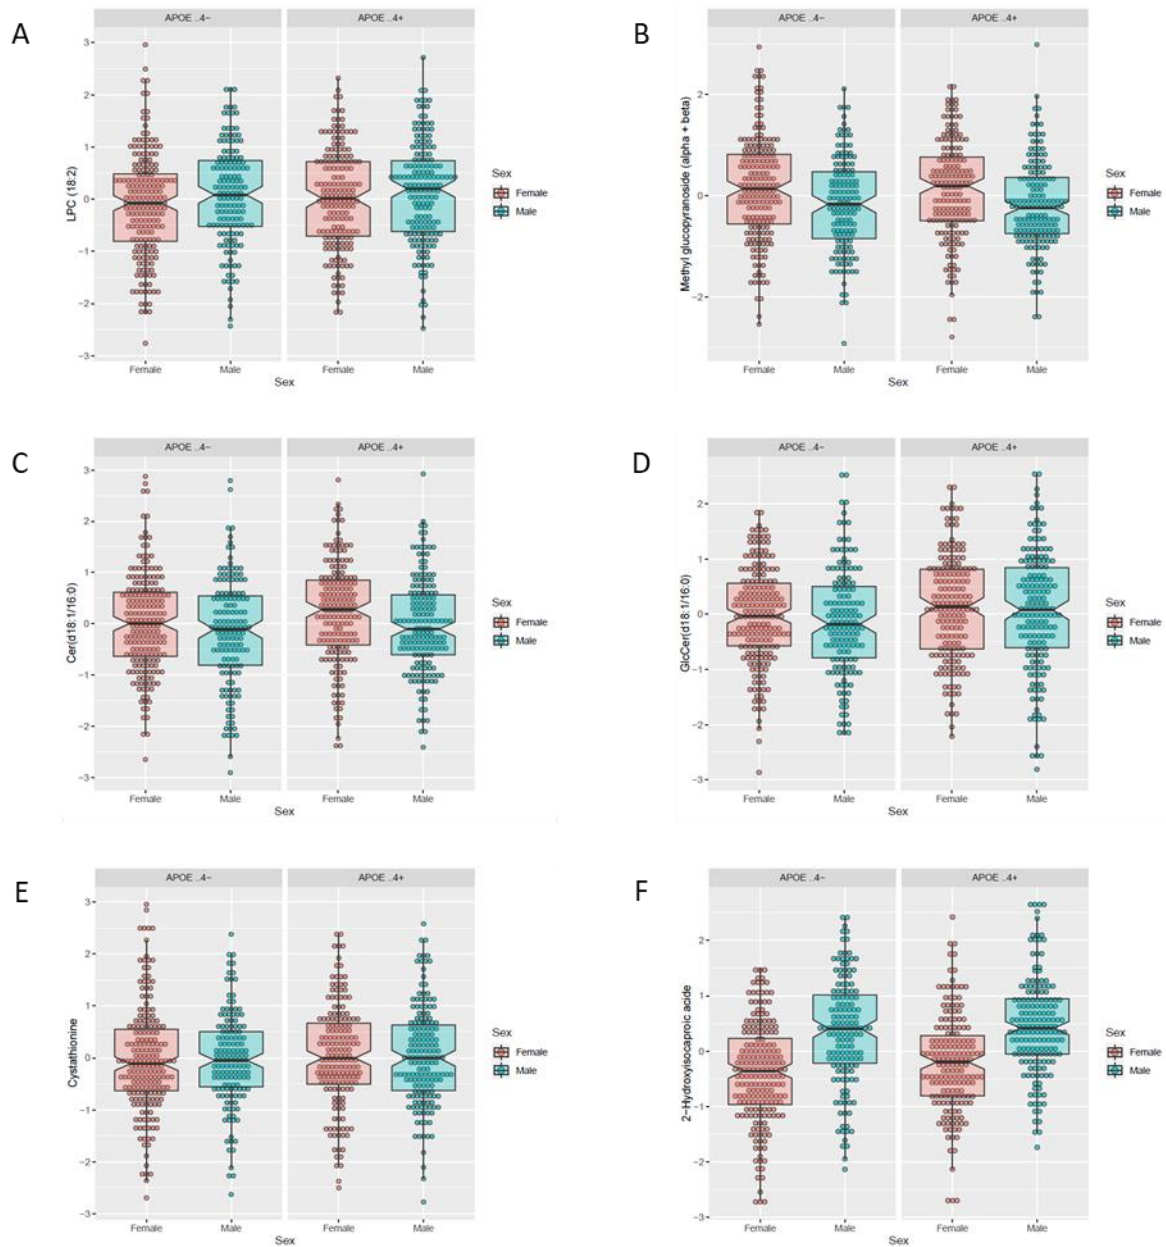 A
APOE ..4− APOE ..4+
3
2
1
0
−1
−2
−3
LPC (18:2)
Female Male Female Male
Sex
Sex
Female
Male
B
APOE ..4− APOE ..4+
2
0
−2
Methyl glucopyranoside (alpha + beta)
Female Male Female Male
Sex
Sex
Female
Male
C
APOE ..4− APOE ..4+
3
2
1
0
−1
−2
−3
Cer(d18:1/16:0)
Female Male Female Male
Sex
Sex
Female
Male
D
APOE ..4− APOE ..4+
2
1
0
−1
−2
−3
GlcCer(d18:1/16:0)
Female Male Female Male
Sex
Sex
Female
Male
E
APOE ..4− APOE ..4+
3
2
1
0
−1
−2
−3
Cystathionine
Female Male Female Male
Sex
Sex
Female
Male
F
APOE ..4− APOE ..4+
2
1
0
−1
−2
−3
2−Hydroxyisocaproic acide
Female Male Female Male
Sex
Sex
Female
Male